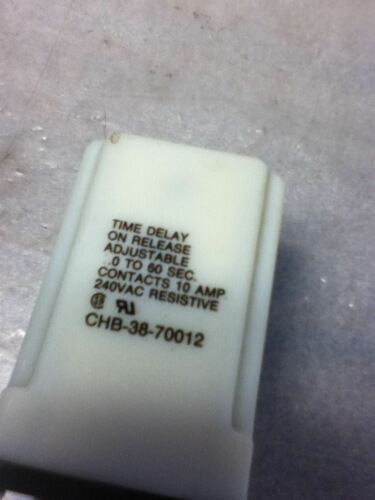 TIME DELAY
ON RELEASE
ADJUSTABLE
.0 TO 60 SEC.
CONTACTS 10 AMP
240VAC RESISTIVE
CHB-38-70012